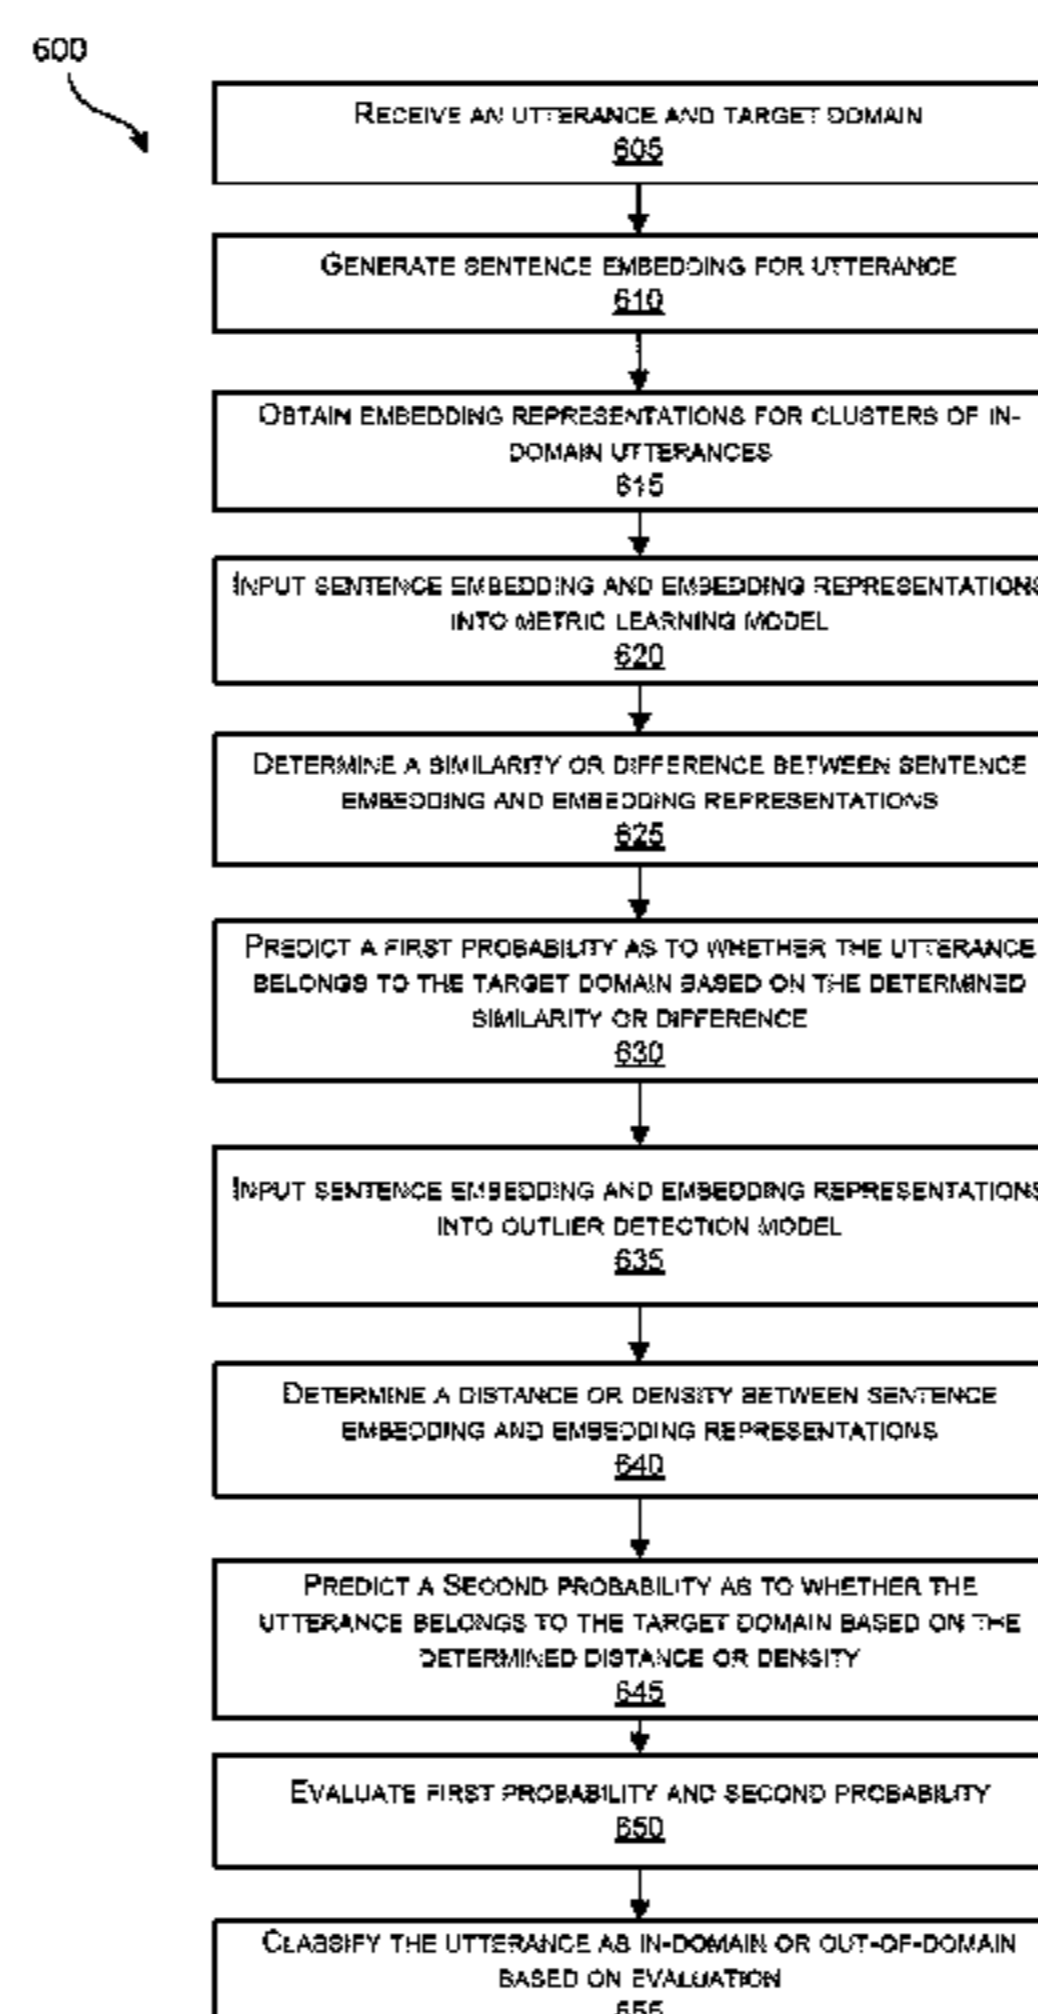 600
RECEIVE AN UTTERANCE AND TARGET DOMAIN
605
GENERATE SENTENCE EMBEDDING FOR UTTERANCE
610
OBTAIN EMBEDDING REPRESENTATIONS FOR CLUSTERS OF IN-
DOMAIN UTTERANCES
615
INPUT SENTENCE EMBEDDING AND EMBEDDING REPRESENTATIONS
INTO METRIC LEARNING MODEL
620
DETERMINE A SIMILARITY OR DIFFERENCE BETWEEN SENTENCE
EMBEDDING AND EMBEDDING REPRESENTATIONS
625
PREDICT A FIRST PROBABILITY AS TO WHETHER THE UTTERANCE
BELONGS TO THE TARGET DOMAIN BASED ON THE DETERMINED
SIMILARITY OR DIFFERENCE
630
INPUT SENTENCE EMBEDDING AND EMBEDDING REPRESENTATIONS
INTO OUTLIER DETECTION MODEL
635
DETERMINE A DISTANCE OR DENSITY BETWEEN SENTENCE
EMBEDDING AND EMBEDDING REPRESENTATIONS
640
PREDICT A SECOND PROBABILITY AS TO WHETHER THE
UTTERANCE BELONGS TO THE TARGET DOMAIN BASED ON THE
DETERMINED DISTANCE OR DENSITY
645
EVALUATE FIRST PROBABILITY AND SECOND PROBABILITY
650
CLASSIFY THE UTTERANCE AS IN-DOMAIN OR OUT-OF-DOMAIN
BASED ON EVALUATION
655